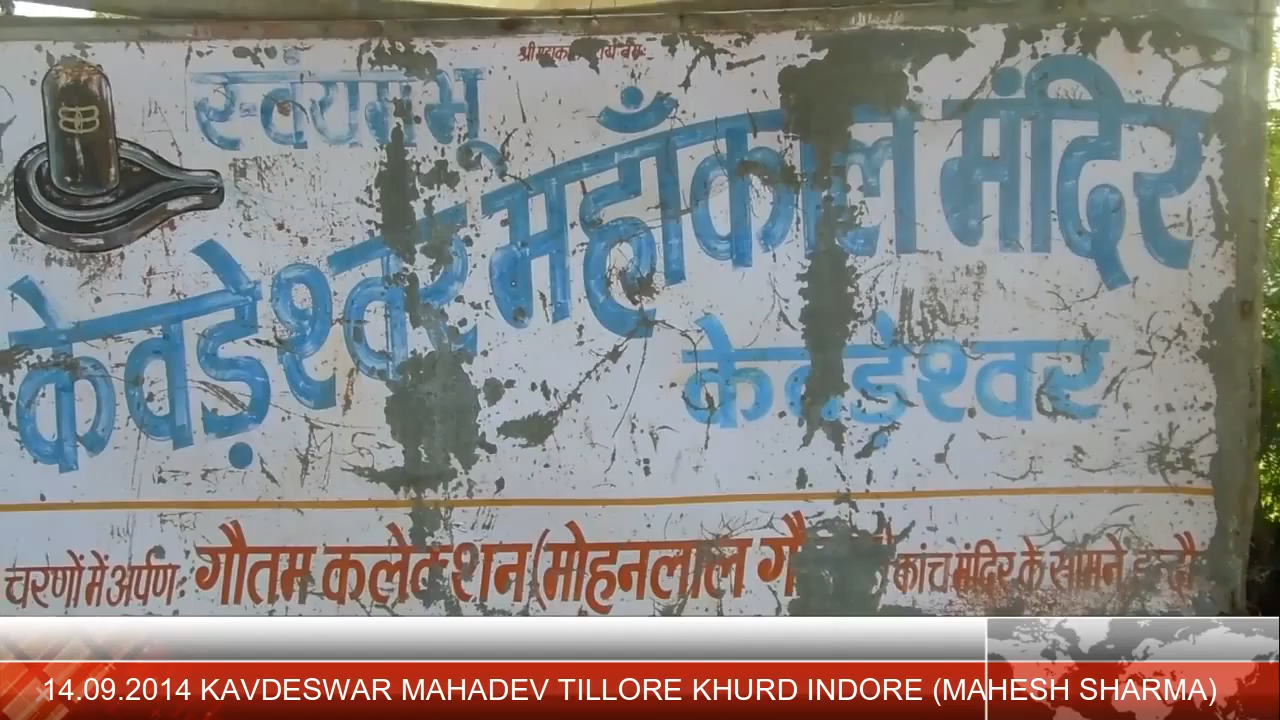 स्वयंम भू
केवड़ेश्वर महाँकाल मंदिर
केवड़ेश्वर
चरणों में अर्पण: गौतम कलेक्शन (मोहनलाल कांच मंदिर के सामने
14.09.2014 KAVDESWAR MAHADEV TILLORE KHURD INDORE (MAHESH SHARMA)